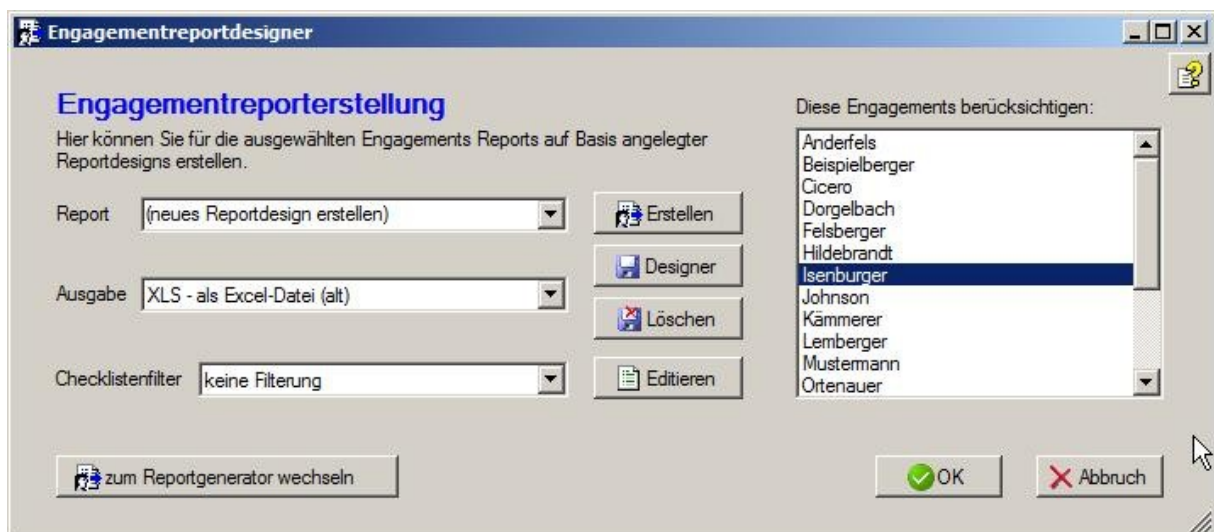 Engagementreportdesigner
Engagementreporterstellung
Hier können Sie für die ausgewählten Engagements Reports auf Basis angelegter
Reportdesigns erstellen.
Report (neues Reportdesign erstellen) Erstellen
Designer
Ausgabe XLS - als Excel-Datei (alt)
Löschen
Checklistenfilter keine Filterung Editieren
Diese Engagements berücksichtigen:
Anderfels
Beispielberger
Cicero
Dorgelbach
Felsberger
Hildebrandt
Isenburger
Johnson
Kämmerer
Lemberger
Mustermann
Ortenauer
zum Reportgenerator wechseln OK Abbruch